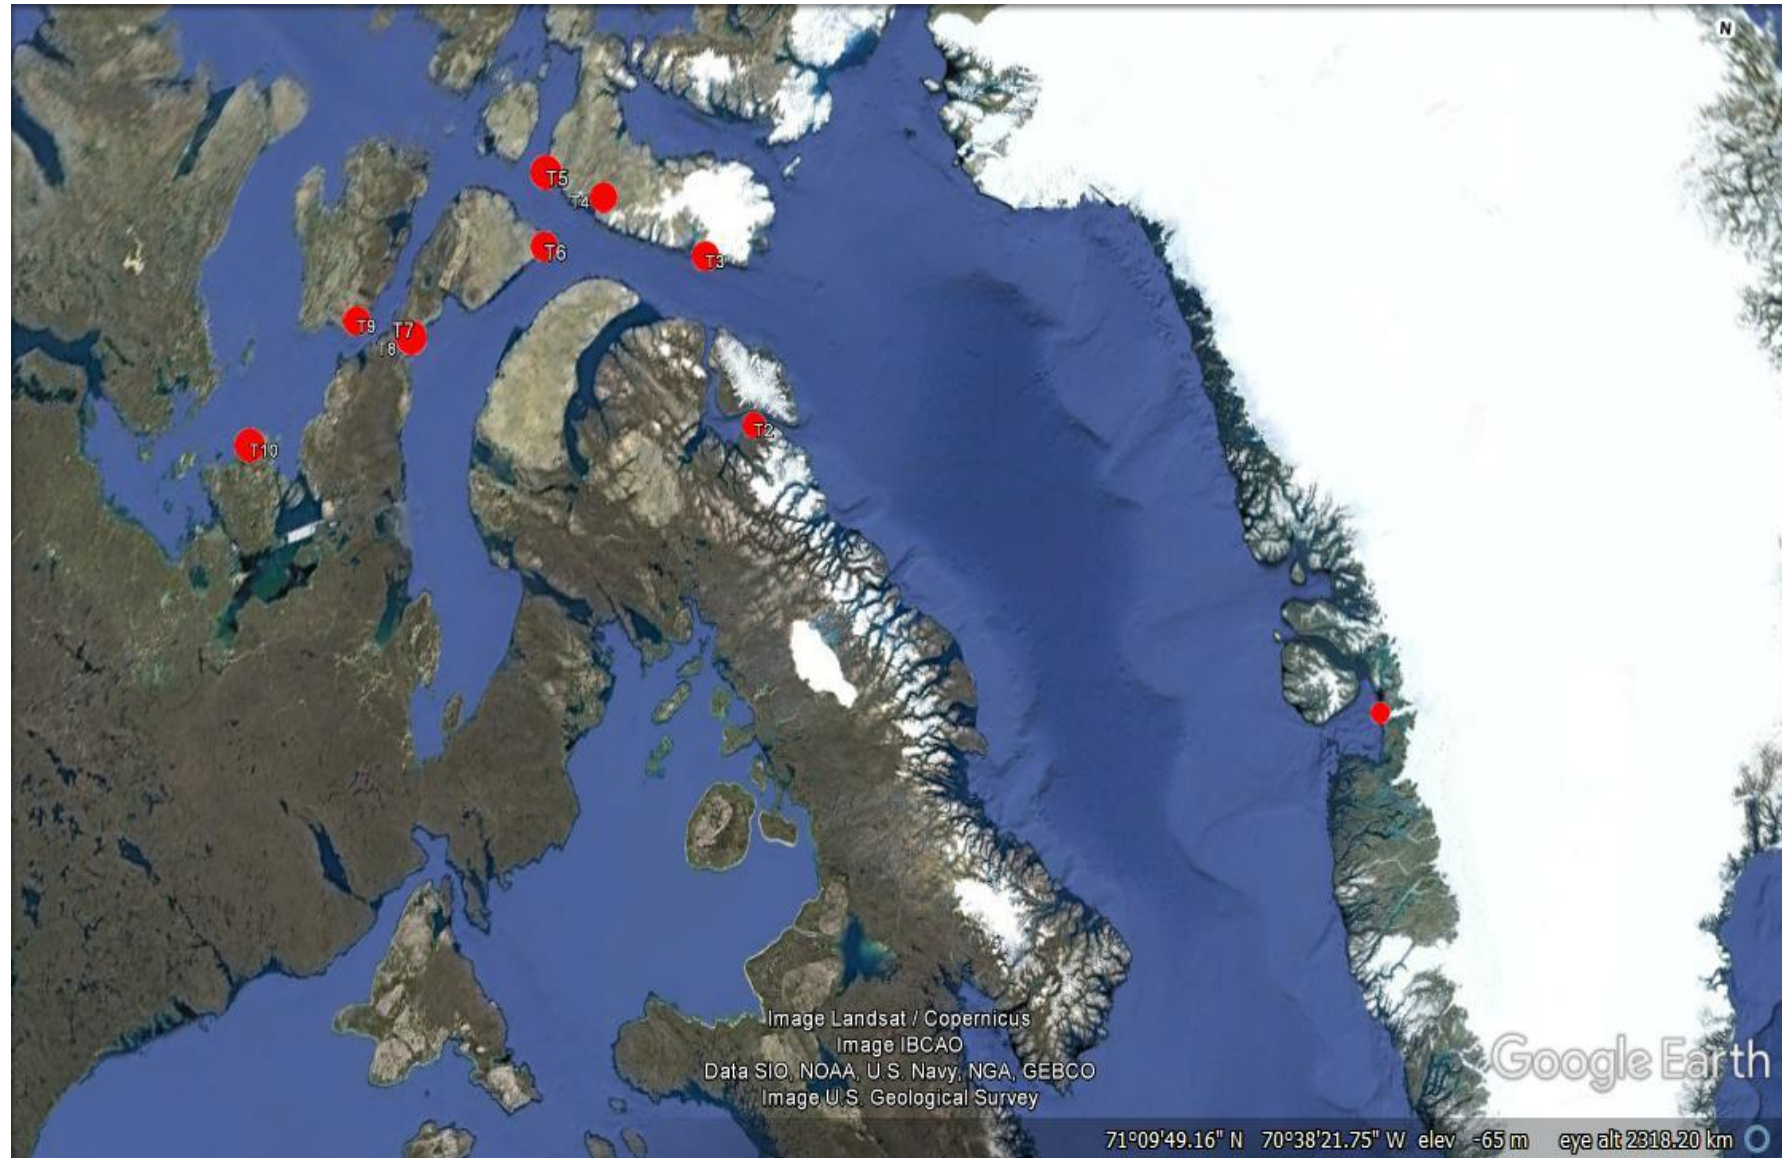 N
T5
T4
T6
T3
T9
T7
T8
T2
T10
Image Landsat / Copernicus
Image IBCAO
Data SIO, NOAA, U.S. Navy, NGA, GEBCO
Image U.S. Geological Survey
Google Earth
71°09'49.16" N 70°38'21.75" W elev -65 m eye alt 2318.20 km